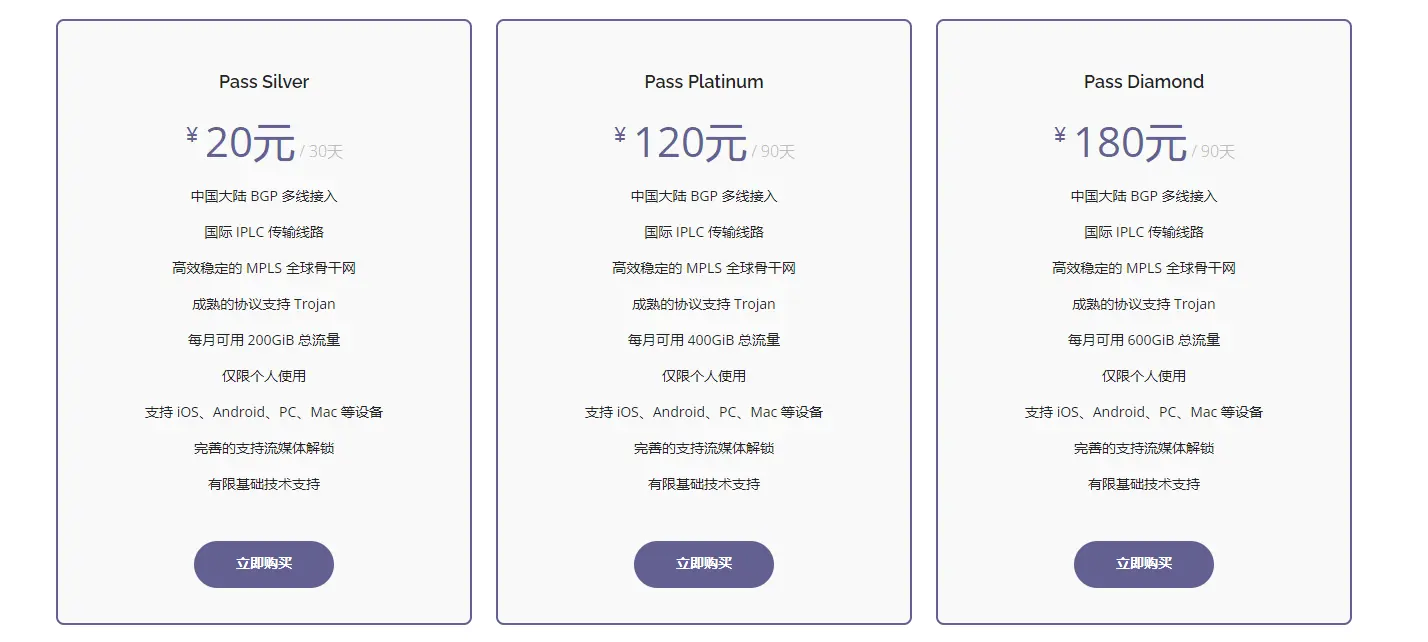 Pass Silver
¥ 20元 / 30天
中国大陆 BGP 多线接入
国际 IPLC 传输线路
高效稳定的 MPLS 全球骨干网
成熟的协议支持 Trojan
每月可用 200GiB 总流量
仅限个人使用
支持 iOS、Android、PC、Mac 等设备
完善的支持流媒体解锁
有限基础技术支持
立即购买
Pass Platinum
¥ 120元 / 90天
中国大陆 BGP 多线接入
国际 IPLC 传输线路
高效稳定的 MPLS 全球骨干网
成熟的协议支持 Trojan
每月可用 400GiB 总流量
仅限个人使用
支持 iOS、Android、PC、Mac 等设备
完善的支持流媒体解锁
有限基础技术支持
立即购买
Pass Diamond
¥ 180元 / 90天
中国大陆 BGP 多线接入
国际 IPLC 传输线路
高效稳定的 MPLS 全球骨干网
成熟的协议支持 Trojan
每月可用 600GiB 总流量
仅限个人使用
支持 iOS、Android、PC、Mac 等设备
完善的支持流媒体解锁
有限基础技术支持
立即购买